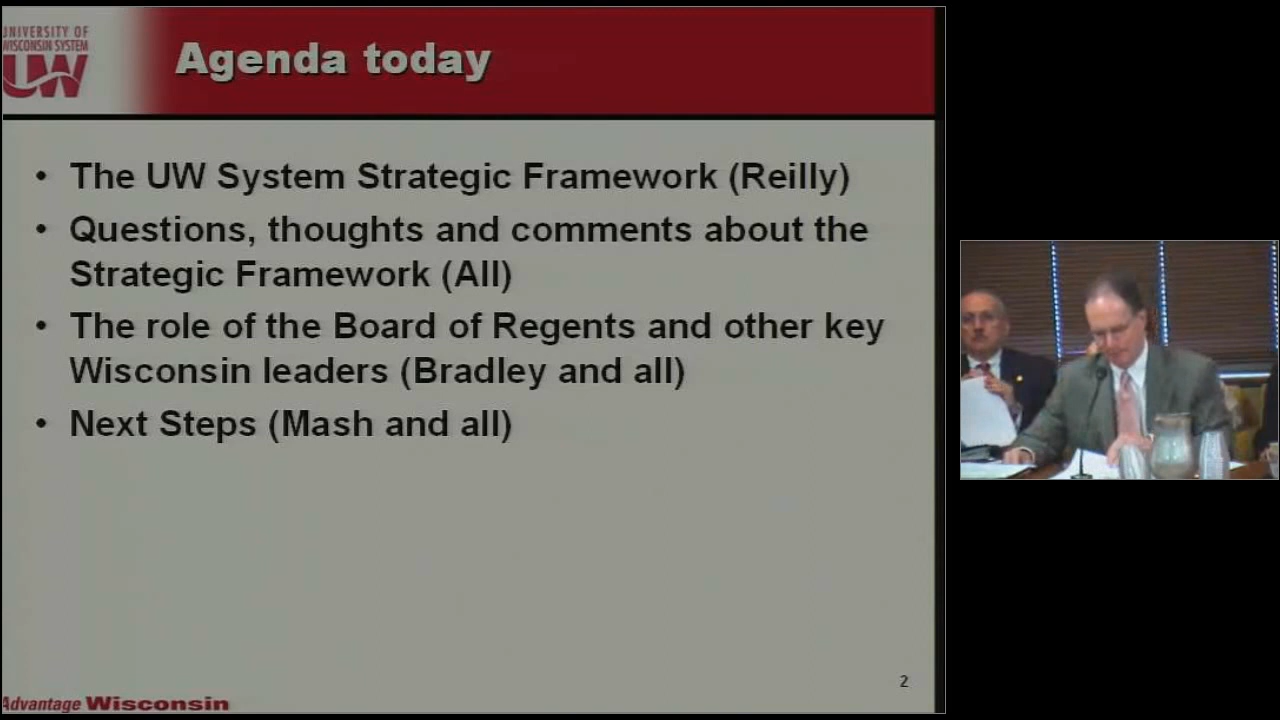 UNIVERSITY OF
WISCONSIN SYSTEM
UW
Agenda today
• The UW System Strategic Framework (Reilly)
• Questions, thoughts and comments about the
Strategic Framework (All)
• The role of the Board of Regents and other key
Wisconsin leaders (Bradley and all)
• Next Steps (Mash and all)
2
Advantage Wisconsin